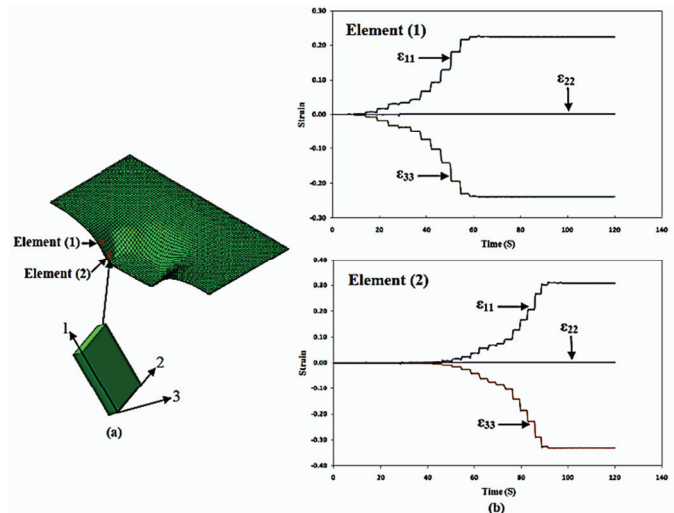 Element (1)
Element (2)
1
2
3
(a)
Element (1)
ε11
ε22
ε33
Strain
0.30
0.20
0.10
0.00
-0.10
-0.20
-0.30
0
20
40
60
80
100
120
140
Time (S)
Element (2)
ε11
ε22
ε33
Strain
0.40
0.30
0.20
0.10
0.00
-0.10
-0.20
-0.30
-0.40
0
20
40
60
80
100
120
140
Time (S)
(b)